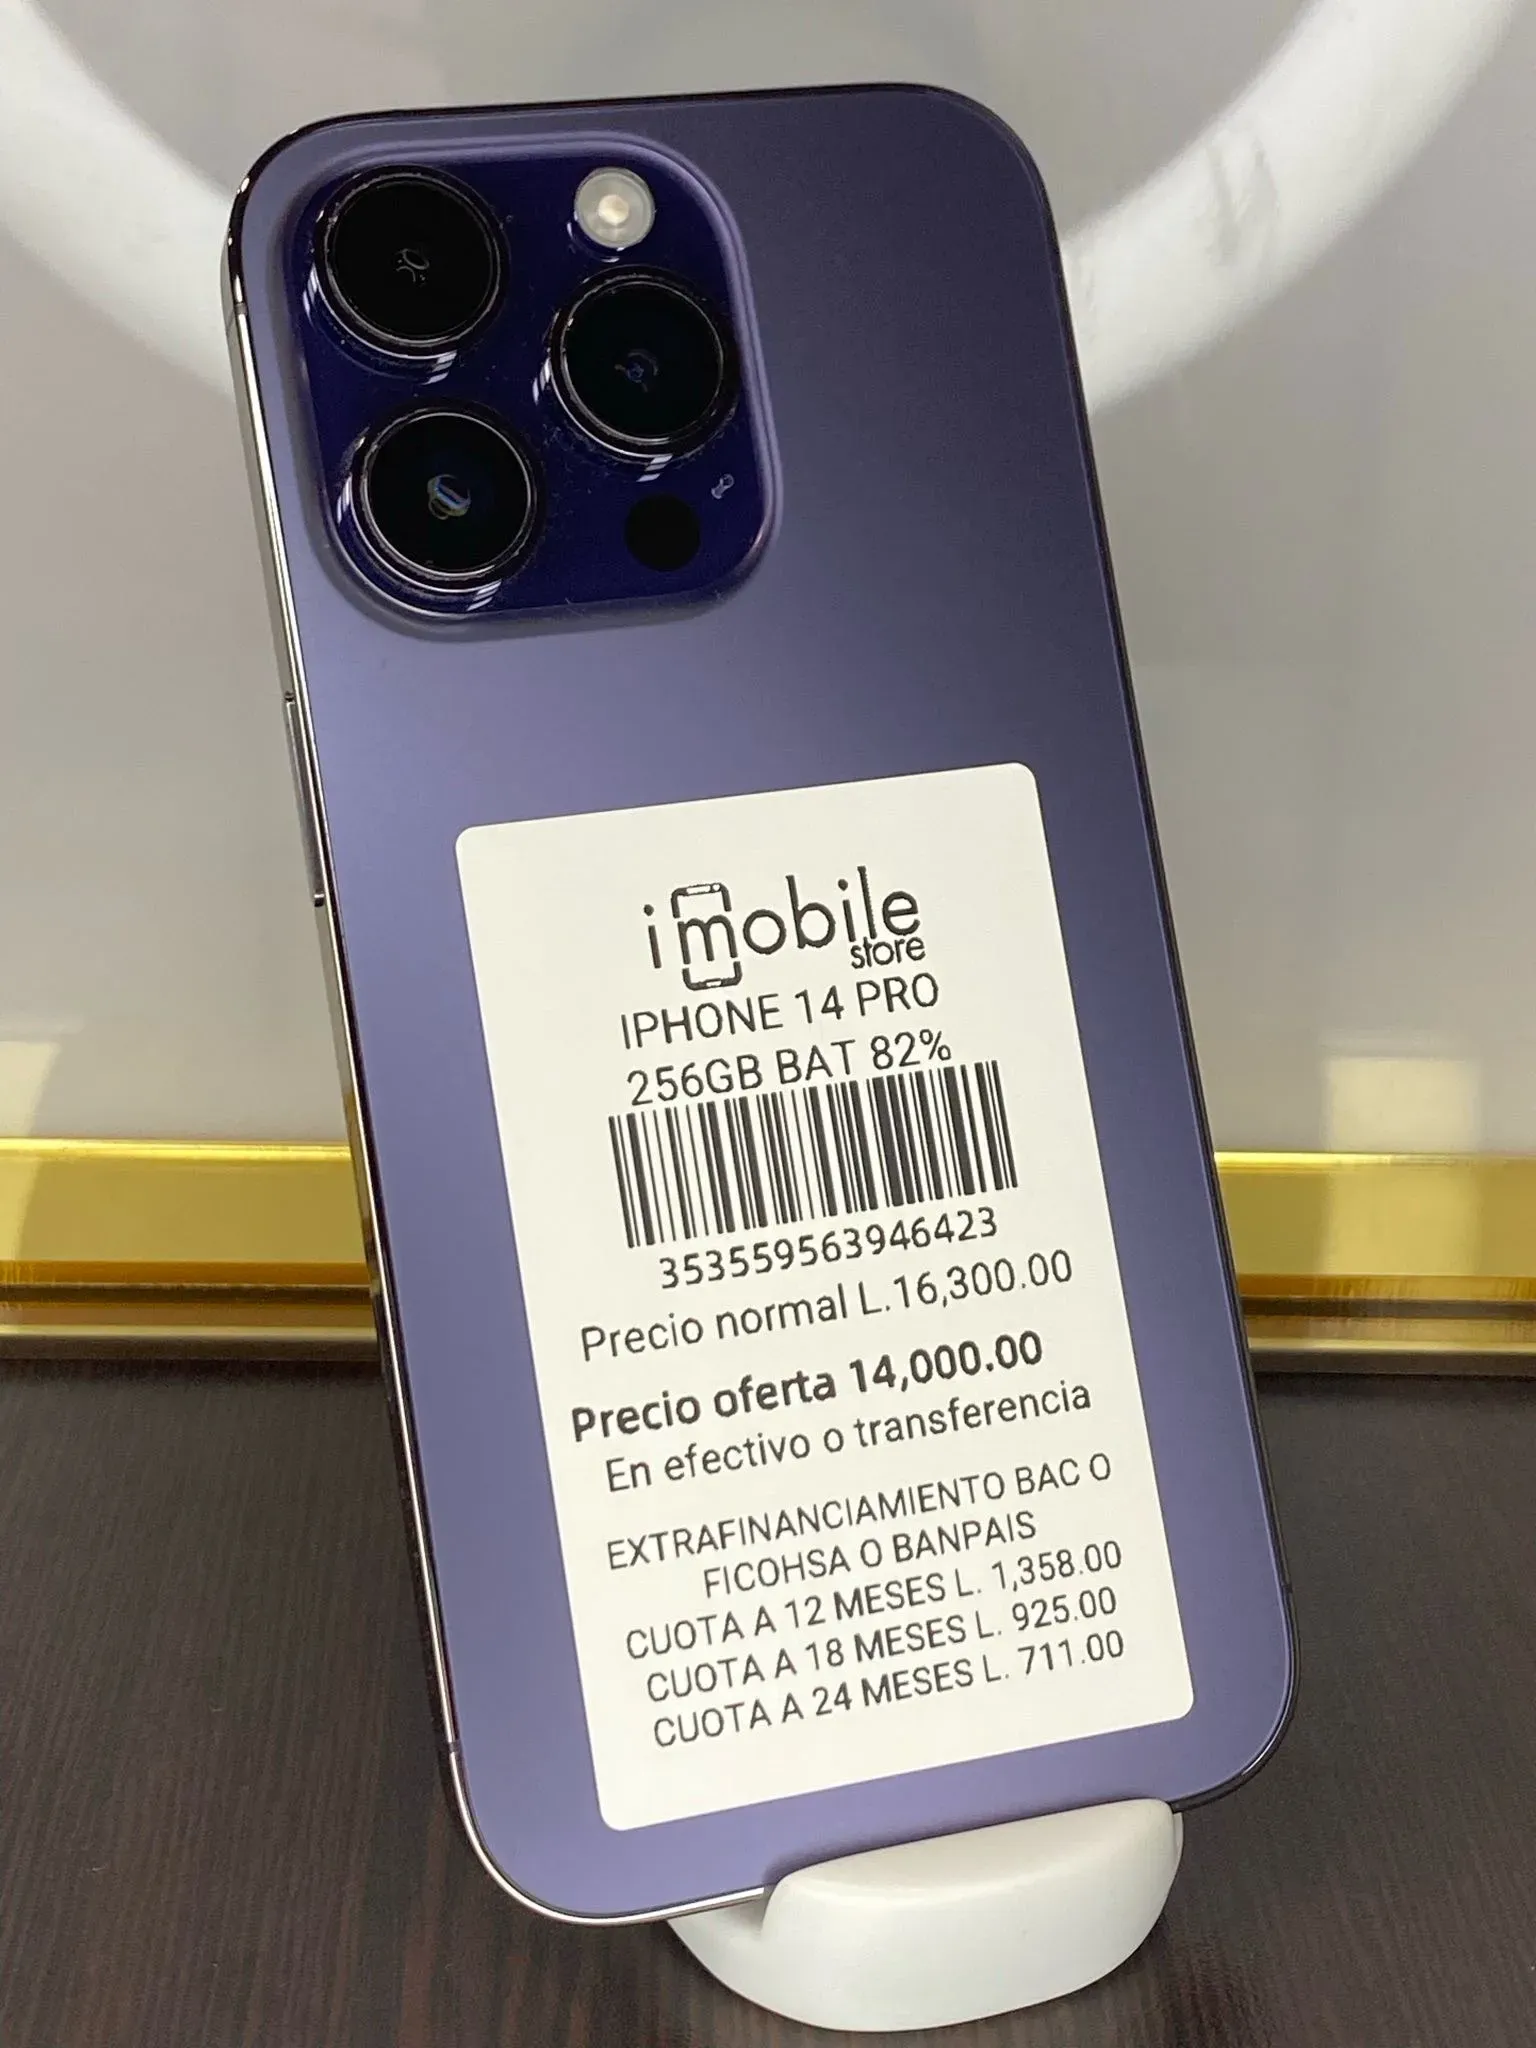 i mobile
store
IPHONE 14 PRO
256GB BAT 82%
353559563946423
Precio normal L.16,300.00
Precio oferta 14,000.00
En efectivo o transferencia
EXTRAFINANCIAMIENTO BAC O
FICOHSA O BANPAIS
CUOTA A 12 MESES L. 1,358.00
CUOTA A 18 MESES L. 925.00
CUOTA A 24 MESES L. 711.00